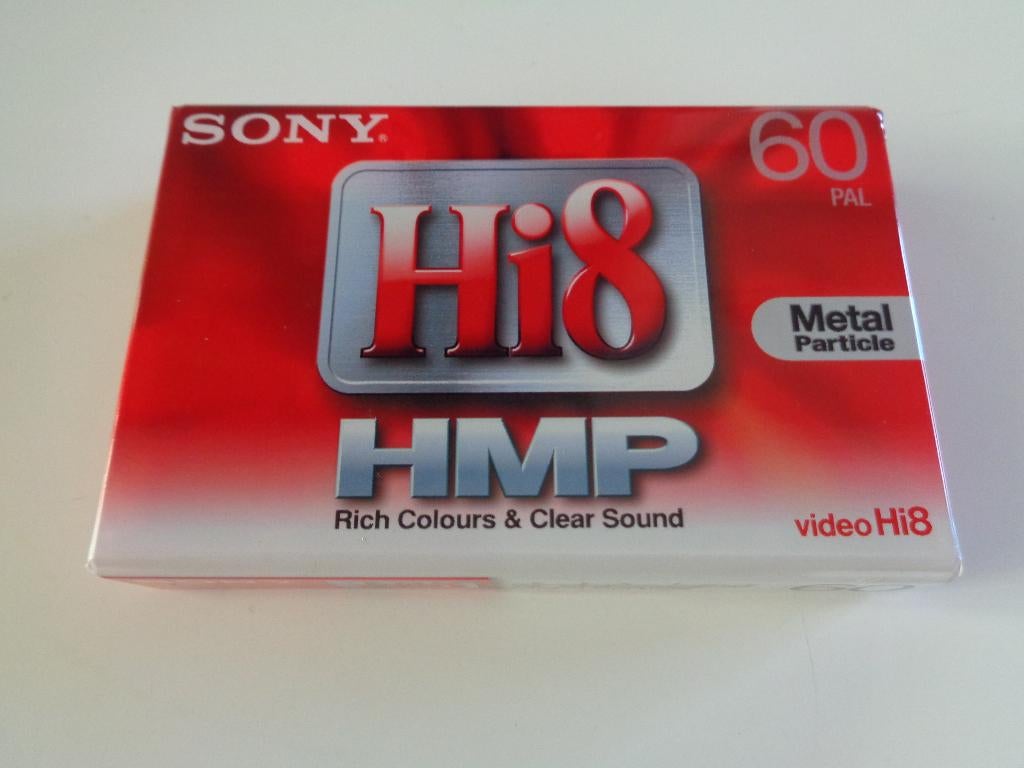 SONY®
60
PAL
Hi8
Metal
Particle
HMP
Rich Colours & Clear Sound
video Hi8